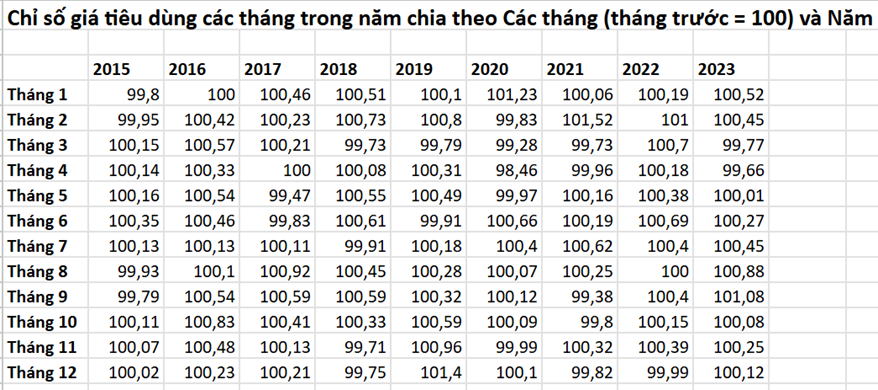 Chỉ số giá tiêu dùng các tháng trong năm chia theo Các tháng (tháng trước = 100) và Năm
2015 2016 2017 2018 2019 2020 2021 2022 2023
Tháng 1 99,8 100 100,46 100,51 100,1 101,23 100,06 100,19 100,52
Tháng 2 99,95 100,42 100,23 100,73 100,8 99,83 101,52 101 100,45
Tháng 3 100,15 100,57 100,21 99,73 99,79 99,28 99,73 100,7 99,77
Tháng 4 100,14 100,33 100 100,08 100,31 98,46 99,96 100,18 99,66
Tháng 5 100,16 100,54 99,47 100,55 100,49 99,97 100,16 100,38 100,01
Tháng 6 100,35 100,46 99,83 100,61 99,91 100,66 100,19 100,69 100,27
Tháng 7 100,13 100,13 100,11 99,91 100,18 100,4 100,62 100,4 100,45
Tháng 8 99,93 100,1 100,92 100,45 100,28 100,07 100,25 100 100,88
Tháng 9 99,79 100,54 100,59 100,59 100,32 100,12 99,38 100,4 101,08
Tháng 10 100,11 100,83 100,41 100,33 100,59 100,09 99,8 100,15 100,08
Tháng 11 100,07 100,48 100,13 99,71 100,96 99,99 100,32 100,39 100,25
Tháng 12 100,02 100,23 100,21 99,75 101,4 100,1 99,82 99,99 100,12